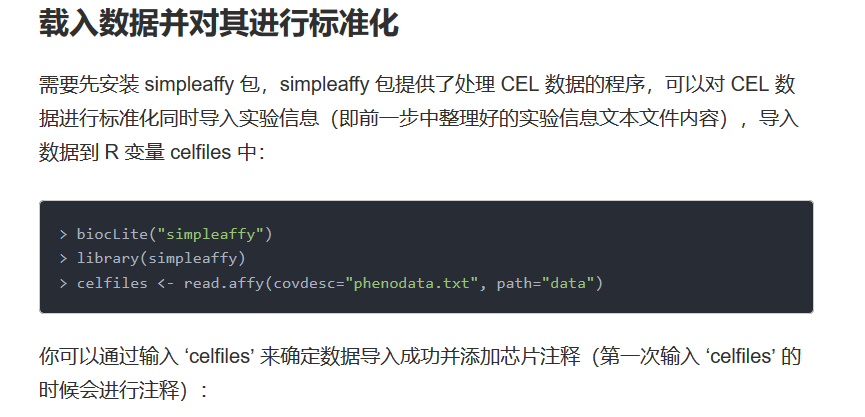 载入数据并对其进行标准化
需要先安装 simpleaffy 包，simpleaffy 包提供了处理 CEL 数据的程序，可以对 CEL 数
据进行标准化同时导入实验信息（即前一步中整理好的实验信息文本文件内容），导入
数据到 R 变量 celfiles 中：
> biocLite("simpleaffy")
> library(simpleaffy)
> celfiles <- read.affy(covdesc="phenodata.txt", path="data")
你可以通过输入 ‘celfiles’ 来确定数据导入成功并添加芯片注释（第一次输入 ‘celfiles’ 的
时候会进行注释）：